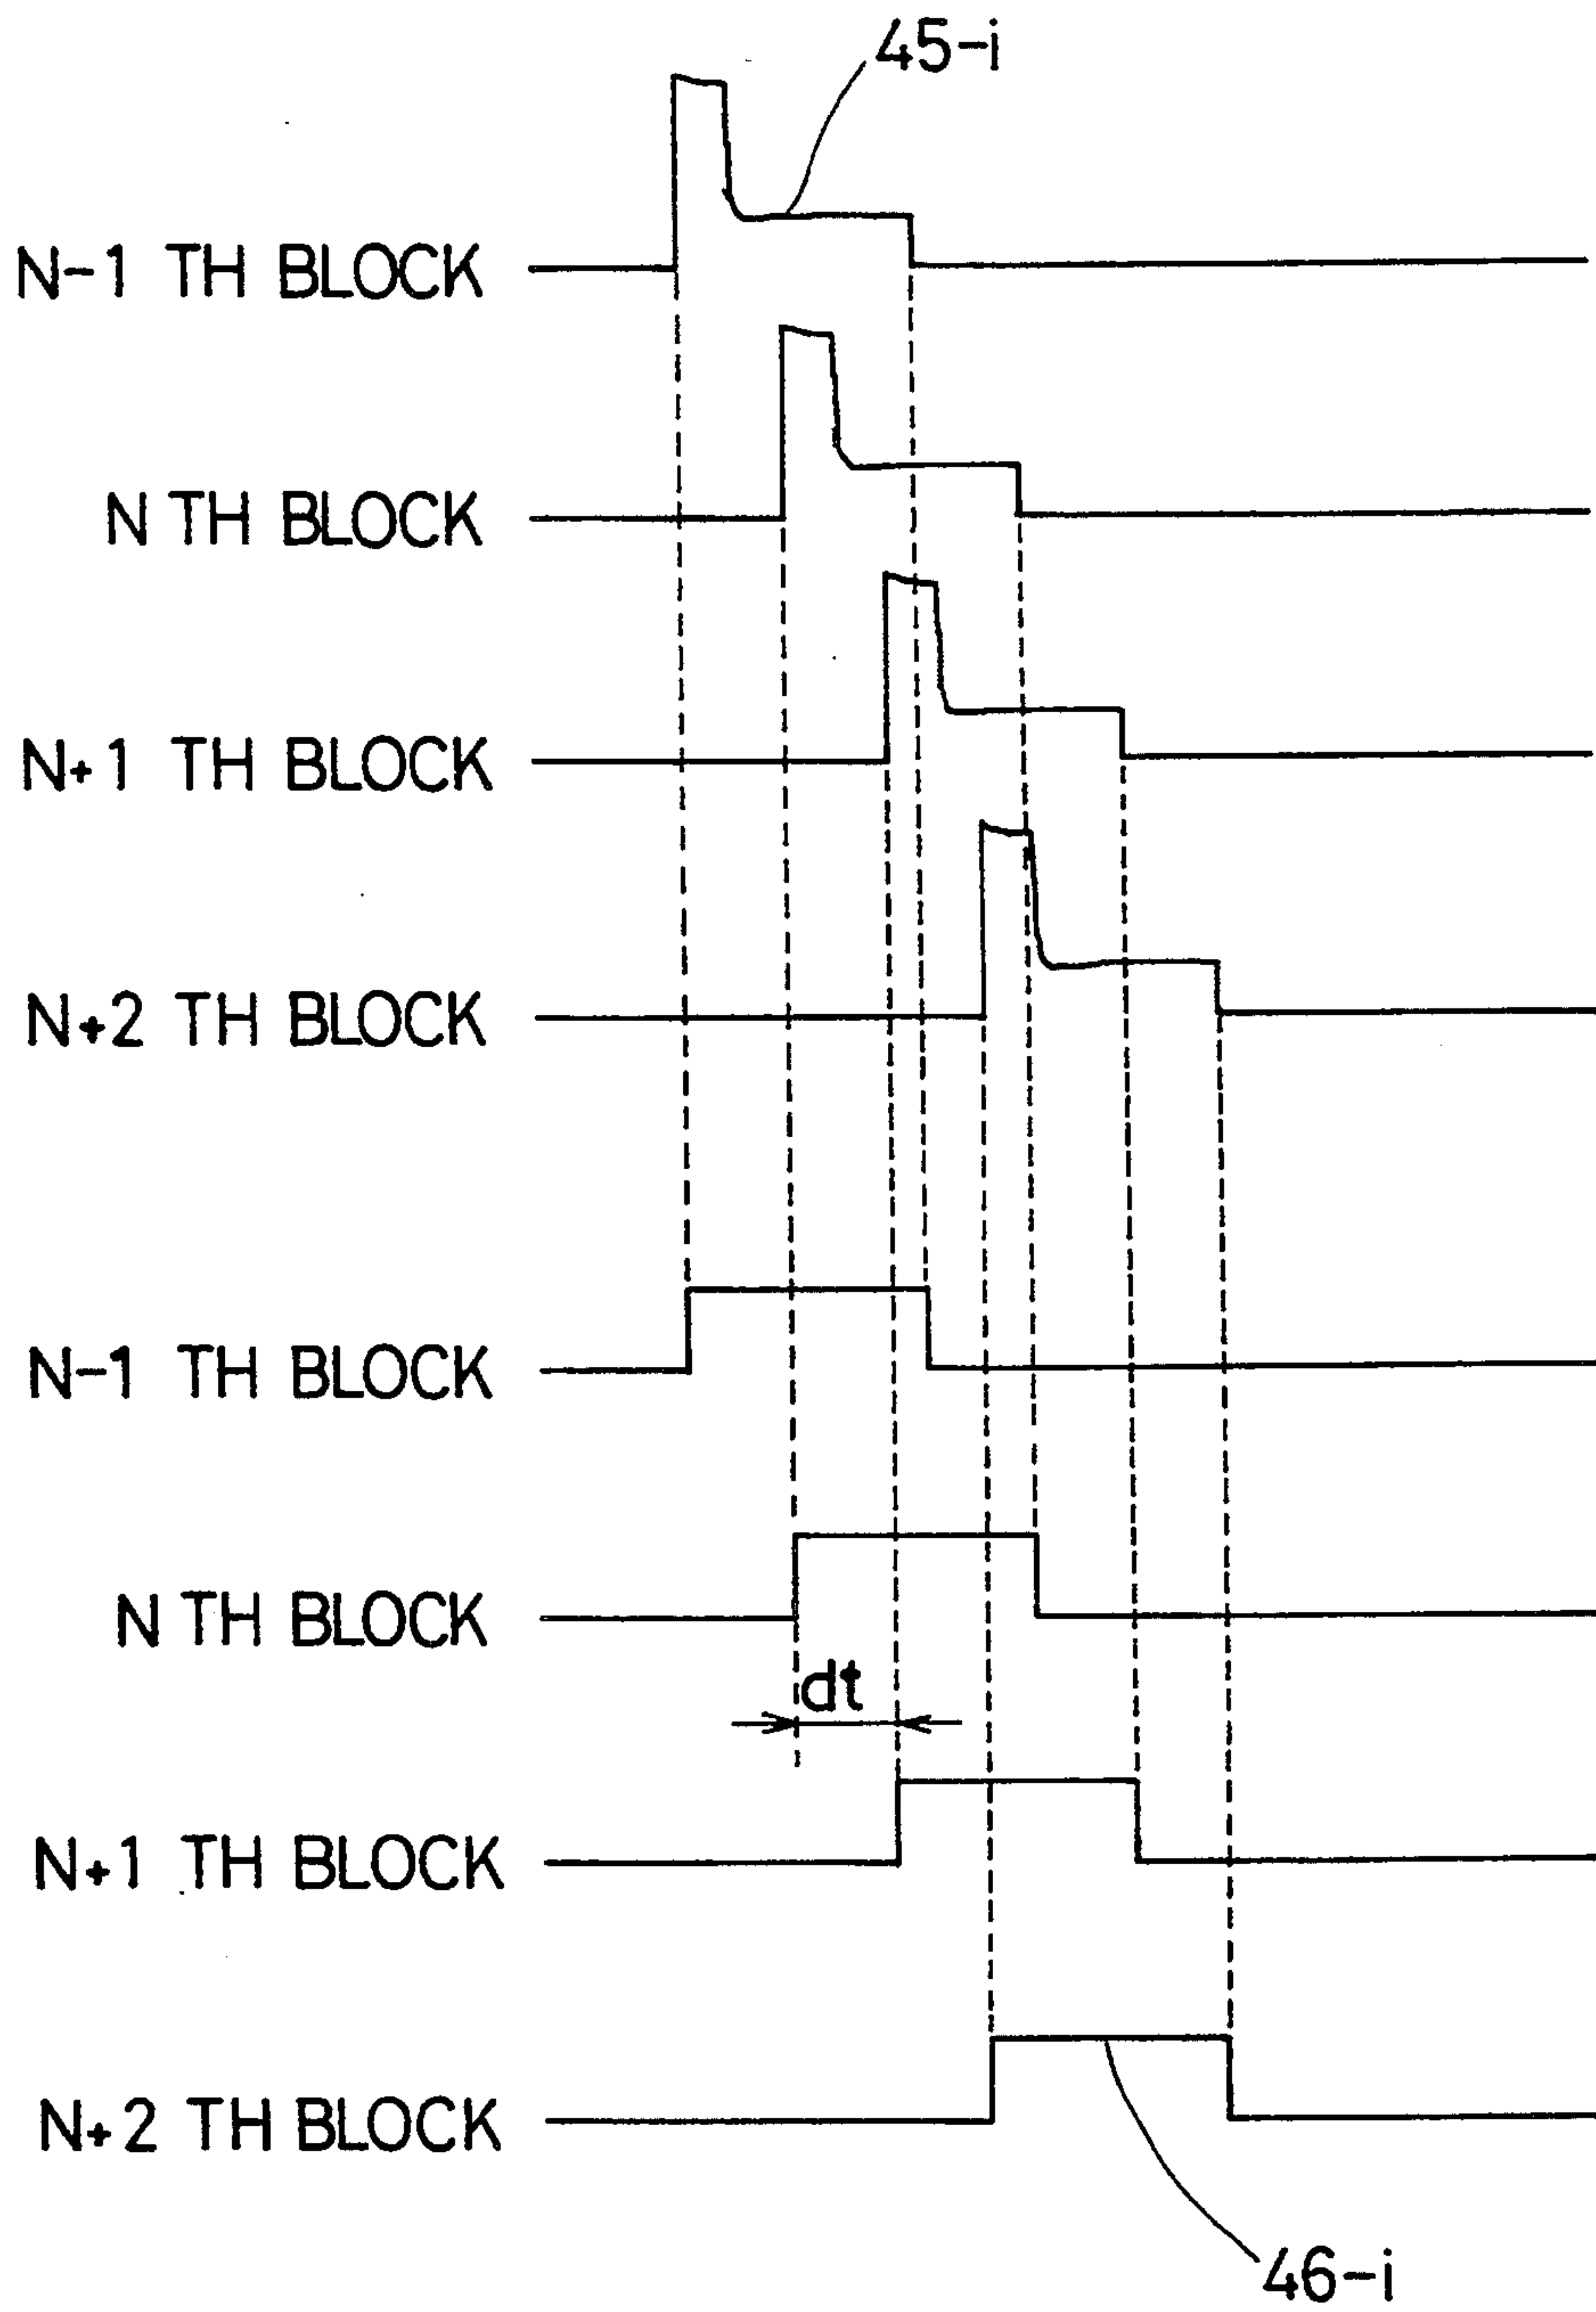 45-i
N-1 TH BLOCK
N TH BLOCK
N+1 TH BLOCK
N+2 TH BLOCK
N-1 TH BLOCK
N TH BLOCK
dt
N+1 TH BLOCK
N+2 TH BLOCK
46-i